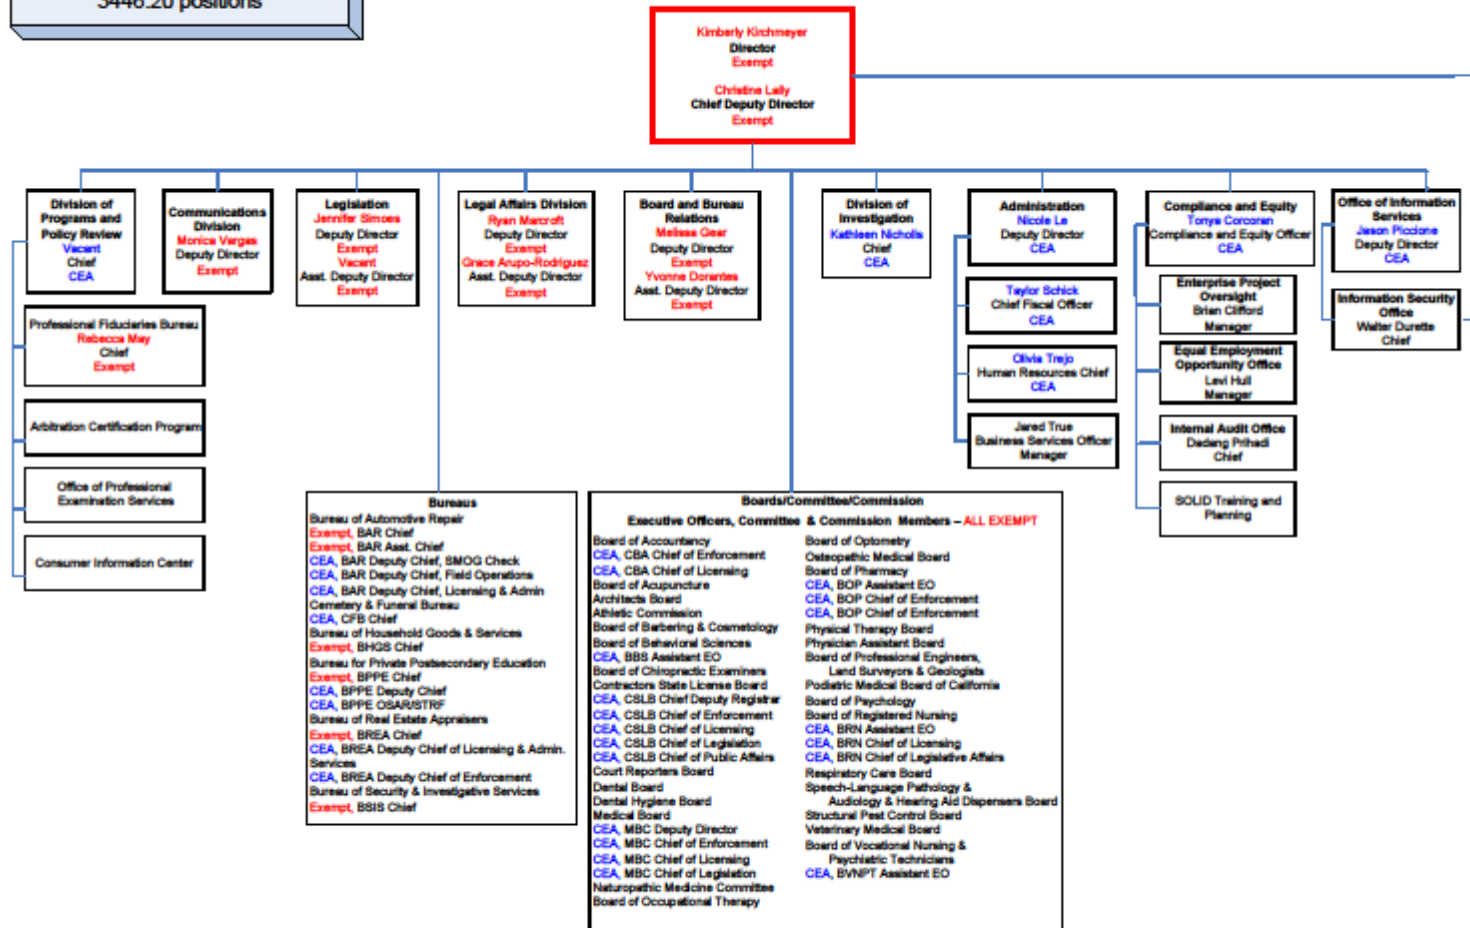 3446.20 positions
Kimberly Kirchmeyer
Director
Exempt
Christine Lally
Chief Deputy Director
Exempt
Division of
Programs and
Policy Review
Vacant
Chief
CEA
Communications
Division
Monica Vargas
Deputy Director
Exempt
Legislation
Jennifer Simoes
Deputy Director
Exempt
Vacant
Asst. Deputy Director
Exempt
Legal Affairs Division
Ryan Marcroft
Deputy Director
Exempt
Grace Arupo-Rodriguez
Asst. Deputy Director
Exempt
Board and Bureau
Relations
Melissa Gear
Deputy Director
Exempt
Yvonne Dorantes
Asst. Deputy Director
Exempt
Division of
Investigation
Kathleen Nicholls
Chief
CEA
Administration
Nicole Le
Deputy Director
CEA
Compliance and Equity
Tonya Corcoran
Compliance and Equity Officer
CEA
Office of Information
Services
Jason Piccione
Deputy Director
CEA
Professional Fiduciaries Bureau
Rebecca May
Chief
Exempt
Arbitration Certification Program
Office of Professional
Examination Services
Consumer Information Center
Taylor Schick
Chief Fiscal Officer
CEA
Olivia Trejo
Human Resources Chief
CEA
Jared True
Business Services Officer
Manager
Enterprise Project
Oversight
Brian Clifford
Manager
Equal Employment
Opportunity Office
Levi Hull
Manager
Internal Audit Office
Dadang Prihadi
Chief
SOLID Training and
Planning
Information Security
Office
Walter Durette
Chief
Bureaus
Bureau of Automotive Repair
Exempt, BAR Chief
Exempt, BAR Asst. Chief
CEA, BAR Deputy Chief, SMOG Check
CEA, BAR Deputy Chief, Field Operations
CEA, BAR Deputy Chief, Licensing & Admin
Cemetery & Funeral Bureau
CEA, CFB Chief
Bureau of Household Goods & Services
Exempt, BHGS Chief
Bureau for Private Postsecondary Education
Exempt, BPPE Chief
CEA, BPPE Deputy Chief
CEA, BPPE OSAR/STRF
Bureau of Real Estate Appraisers
Exempt, BREA Chief
CEA, BREA Deputy Chief of Licensing & Admin.
Services
CEA, BREA Deputy Chief of Enforcement
Bureau of Security & Investigative Services
Exempt, BSIS Chief
Boards/Committee/Commission
Executive Officers, Committee & Commission Members – ALL EXEMPT
Board of Accountancy
CEA, CBA Chief of Enforcement
CEA, CBA Chief of Licensing
Board of Acupuncture
Architects Board
Athletic Commission
Board of Barbering & Cosmetology
Board of Behavioral Sciences
CEA, BBS Assistant EO
Board of Chiropractic Examiners
Contractors State License Board
CEA, CSLB Chief Deputy Registrar
CEA, CSLB Chief of Enforcement
CEA, CSLB Chief of Licensing
CEA, CSLB Chief of Legislation
CEA, CSLB Chief of Public Affairs
Court Reporters Board
Dental Board
Dental Hygiene Board
Medical Board
CEA, MBC Deputy Director
CEA, MBC Chief of Enforcement
CEA, MBC Chief of Licensing
CEA, MBC Chief of Legislation
Naturopathic Medicine Committee
Board of Occupational Therapy
Board of Optometry
Osteopathic Medical Board
Board of Pharmacy
CEA, BOP Assistant EO
CEA, BOP Chief of Enforcement
CEA, BOP Chief of Enforcement
Physical Therapy Board
Physician Assistant Board
Board of Professional Engineers,
Land Surveyors & Geologists
Podiatric Medical Board of California
Board of Psychology
Board of Registered Nursing
CEA, BRN Assistant EO
CEA, BRN Chief of Licensing
CEA, BRN Chief of Legislative Affairs
Respiratory Care Board
Speech-Language Pathology &
Audiology & Hearing Aid Dispensers Board
Structural Pest Control Board
Veterinary Medical Board
Board of Vocational Nursing &
Psychiatric Technicians
CEA, BVNPT Assistant EO